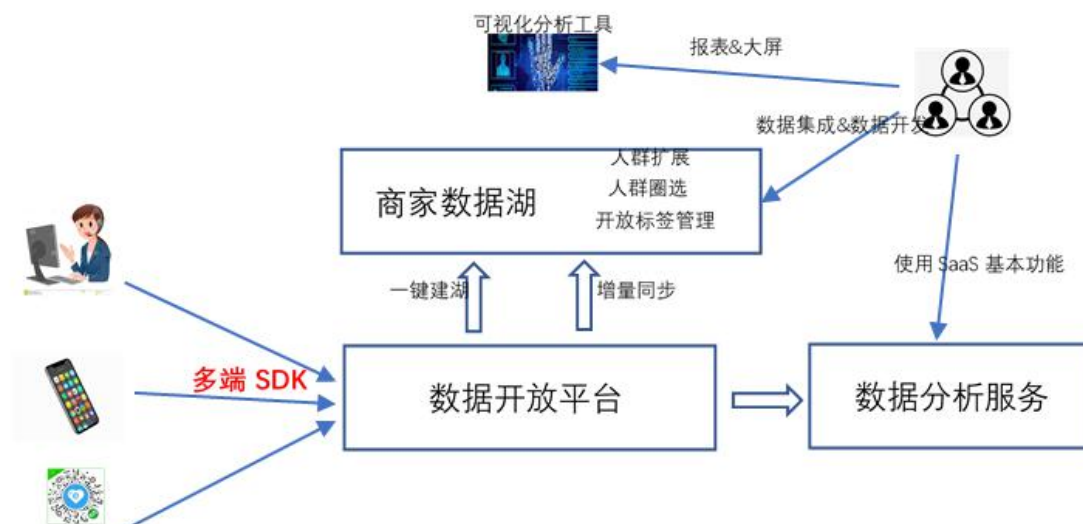 可视化分析工具
报表&大屏
数据集成&数据开发
人群扩展
商家数据湖
人群圈选
开放标签管理
使用 SaaS 基本功能
一键建湖
增量同步
多端 SDK
数据开放平台
数据分析服务